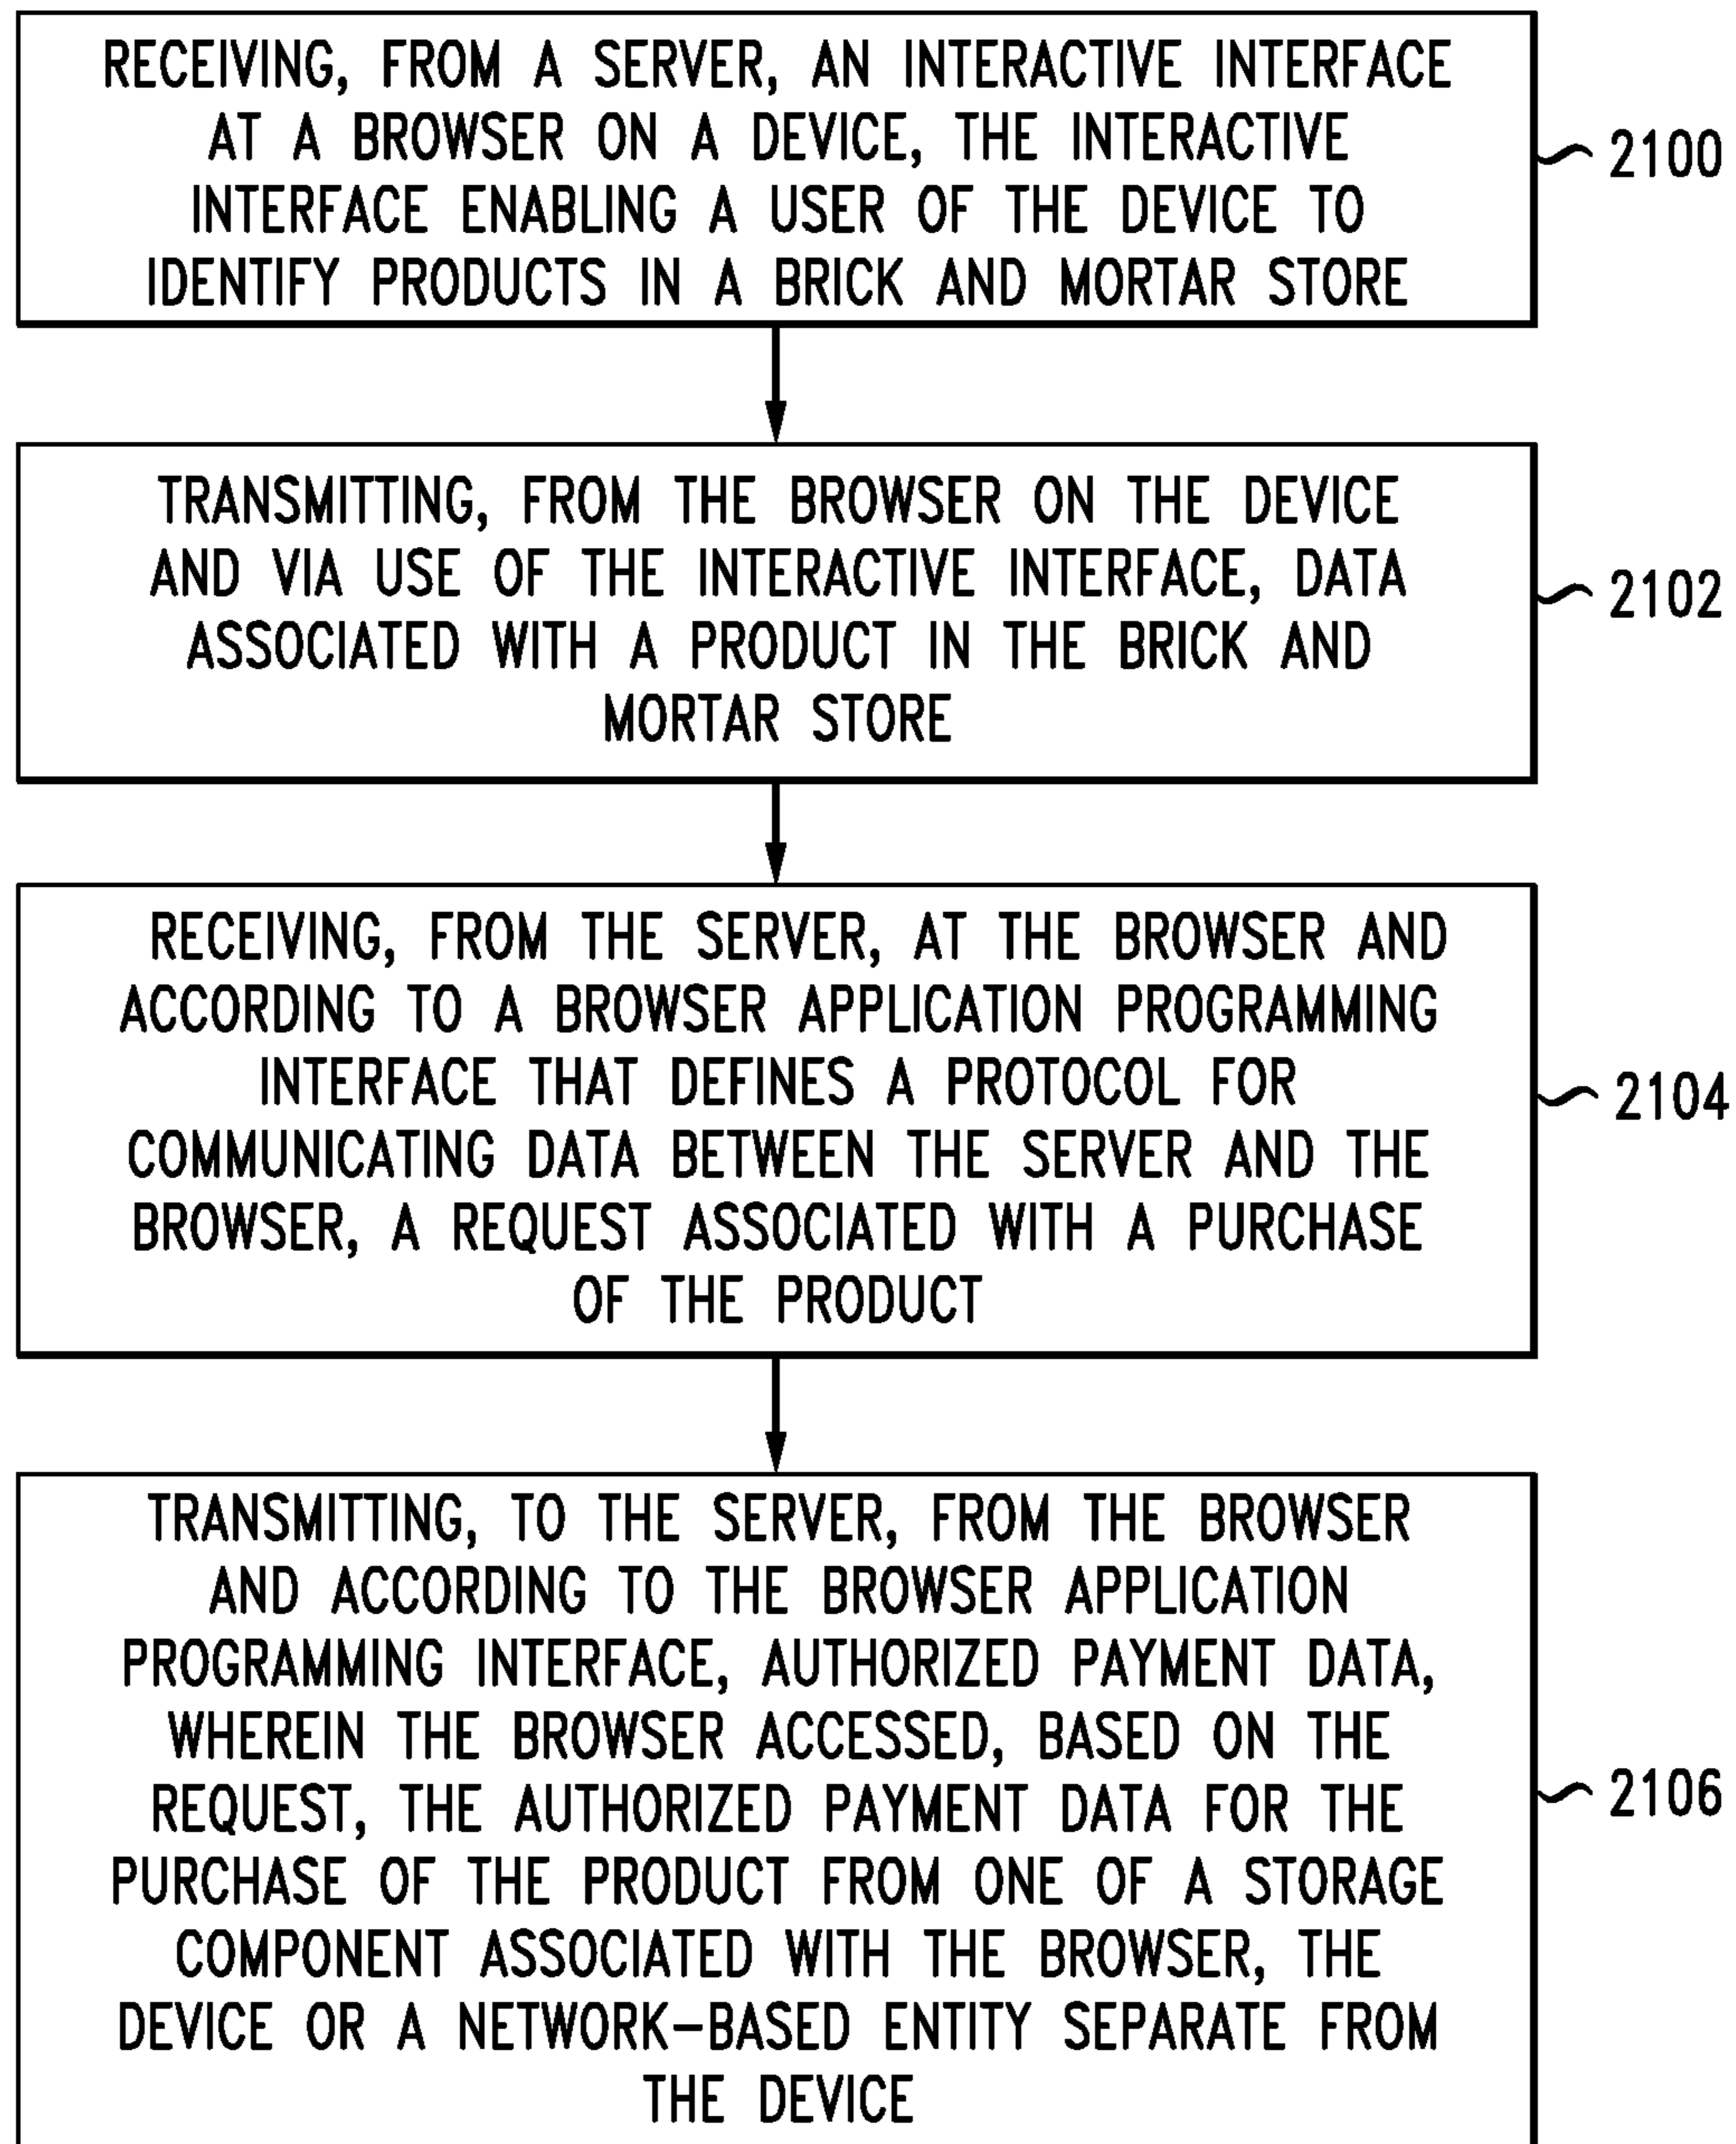 RECEIVING, FROM A SERVER, AN INTERACTIVE INTERFACE
AT A BROWSER ON A DEVICE, THE INTERACTIVE
INTERFACE ENABLING A USER OF THE DEVICE TO
IDENTIFY PRODUCTS IN A BRICK AND MORTAR STORE
2100
TRANSMITTING, FROM THE BROWSER ON THE DEVICE
AND VIA USE OF THE INTERACTIVE INTERFACE, DATA
ASSOCIATED WITH A PRODUCT IN THE BRICK AND
MORTAR STORE
2102
RECEIVING, FROM THE SERVER, AT THE BROWSER AND
ACCORDING TO A BROWSER APPLICATION PROGRAMMING
INTERFACE THAT DEFINES A PROTOCOL FOR
COMMUNICATING DATA BETWEEN THE SERVER AND THE
BROWSER, A REQUEST ASSOCIATED WITH A PURCHASE
OF THE PRODUCT
2104
TRANSMITTING, TO THE SERVER, FROM THE BROWSER
AND ACCORDING TO THE BROWSER APPLICATION
PROGRAMMING INTERFACE, AUTHORIZED PAYMENT DATA,
WHEREIN THE BROWSER ACCESSED, BASED ON THE
REQUEST, THE AUTHORIZED PAYMENT DATA FOR THE
PURCHASE OF THE PRODUCT FROM ONE OF A STORAGE
COMPONENT ASSOCIATED WITH THE BROWSER, THE
DEVICE OR A NETWORK-BASED ENTITY SEPARATE FROM
THE DEVICE
2106